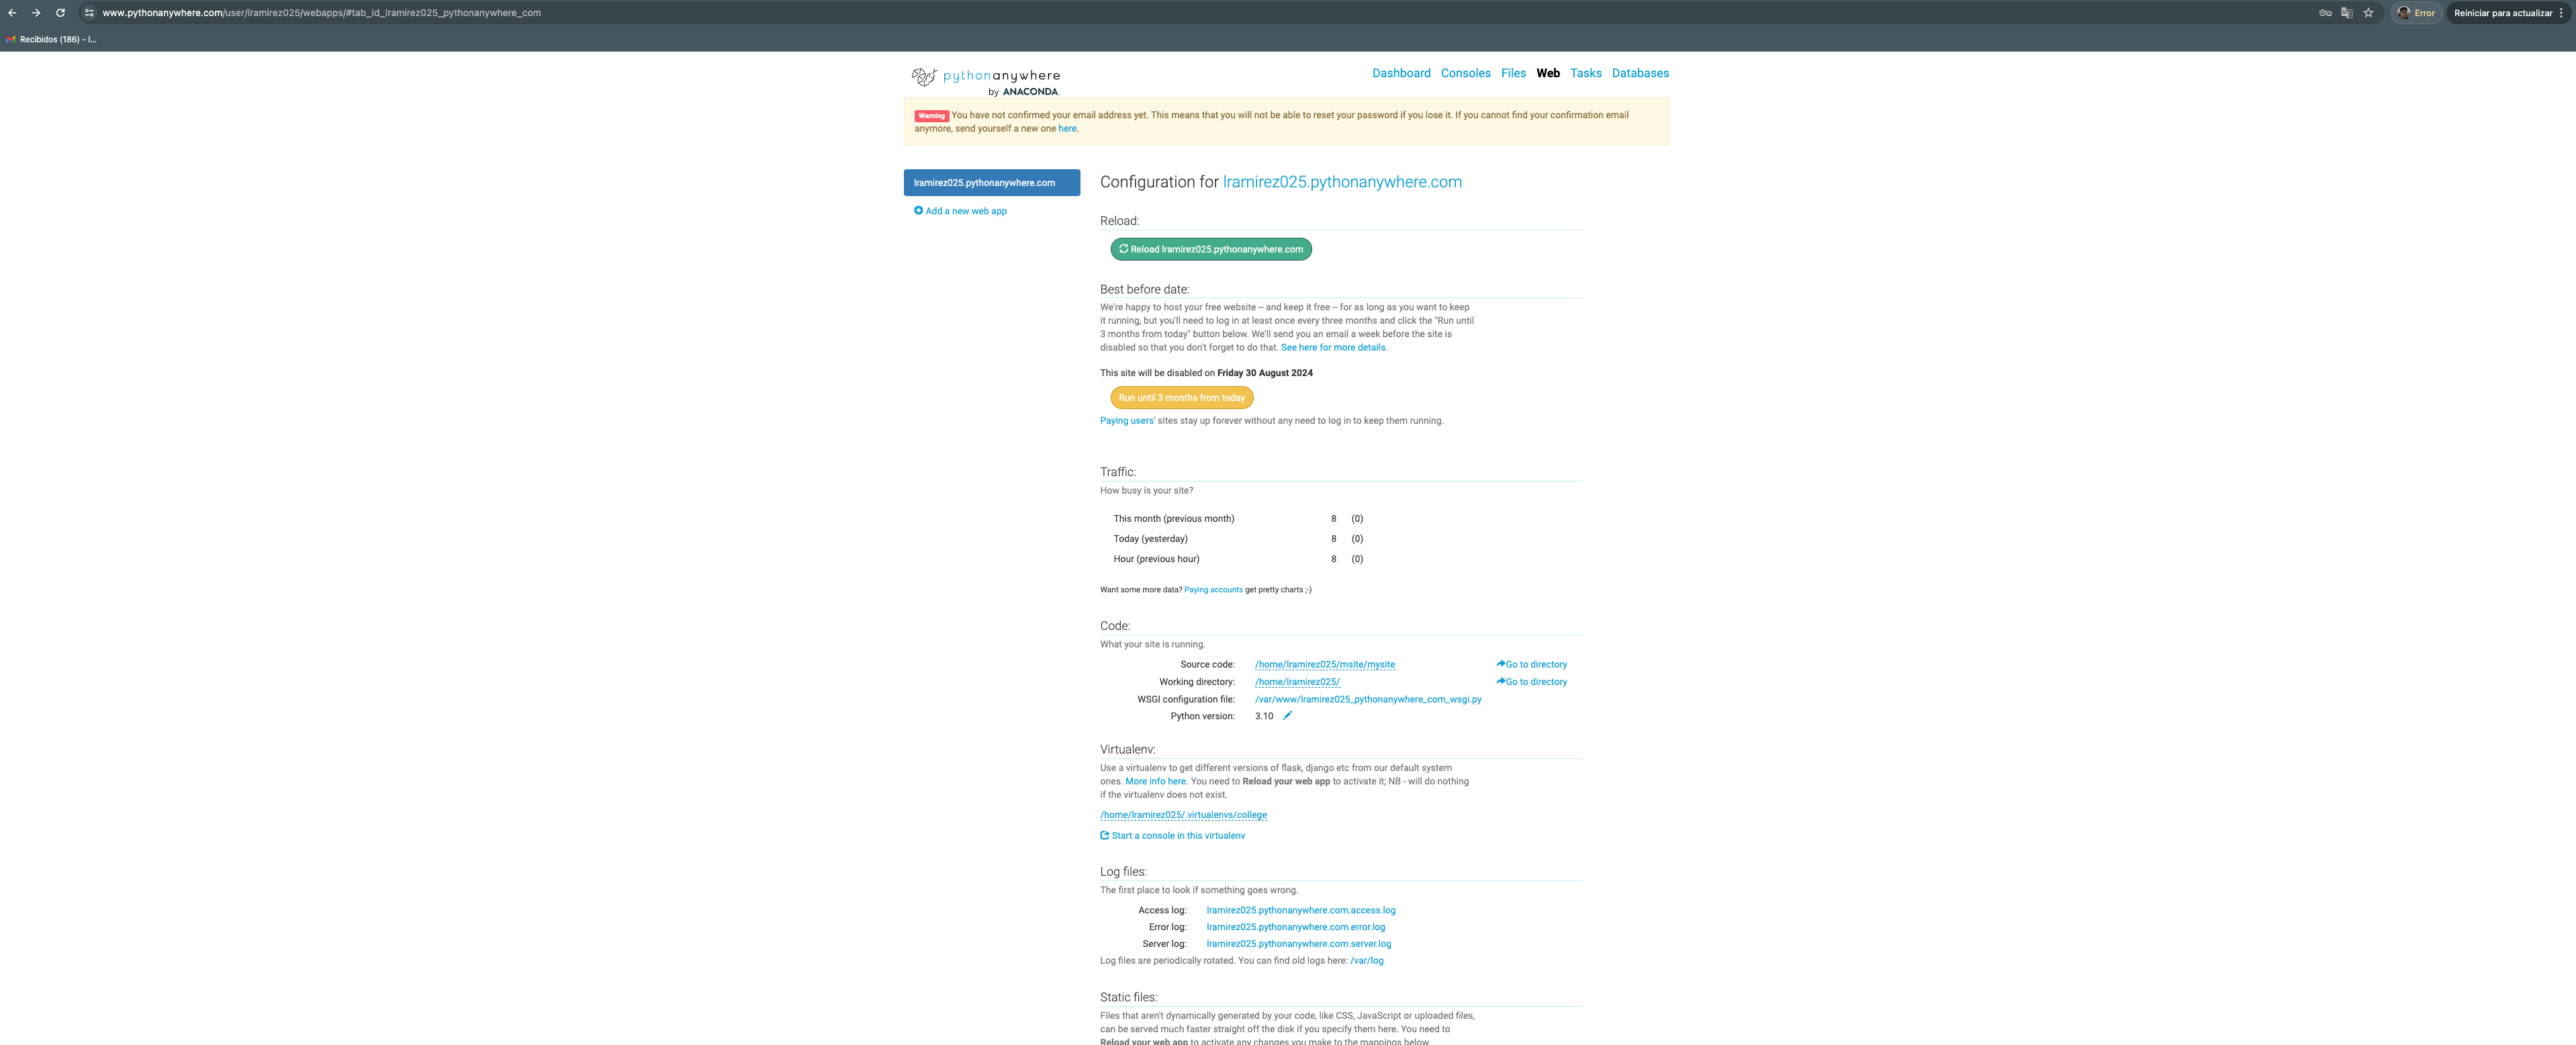 www.pythonanywhere.com/user/lramirez025/webapps/#tab_id_lramirez025_pythonanywhere_com
Error
Reiniciar para actualizar
Recibidos (186) - l...
pythonanywhere
by ANACONDA.
Dashboard Consoles Files Web Tasks Databases
Warning You have not confirmed your email address yet. This means that you will not be able to reset your password if you lose it. If you cannot find your confirmation email
anymore, send yourself a new one here.
lramirez025.pythonanywhere.com
Add a new web app
Configuration for lramirez025.pythonanywhere.com
Reload:
Reload lramirez025.pythonanywhere.com
Best before date:
We're happy to host your free website -- and keep it free -- for as long as you want to keep
it running, but you'll need to log in at least once every three months and click the "Run until
3 months from today" button below. We'll send you an email a week before the site is
disabled so that you don't forget to do that. See here for more details.
This site will be disabled on Friday 30 August 2024
Run until 3 months from today
Paying users' sites stay up forever without any need to log in to keep them running.
Traffic:
How busy is your site?
This month (previous month) 8 (0)
Today (yesterday) 8 (0)
Hour (previous hour) 8 (0)
Want some more data? Paying accounts get pretty charts ;-)
Code:
What your site is running.
Source code: /home/lramirez025/msite/mysite Go to directory
Working directory: /home/lramirez025/ Go to directory
WSGI configuration file: /var/www/lramirez025_pythonanywhere_com_wsgi.py
Python version: 3.10
Virtualenv:
Use a virtualenv to get different versions of flask, django etc from our default system
ones. More info here. You need to Reload your web app to activate it; NB - will do nothing
if the virtualenv does not exist.
/home/lramirez025/.virtualenvs/college
Start a console in this virtualenv
Log files:
The first place to look if something goes wrong.
Access log: lramirez025.pythonanywhere.com.access.log
Error log: lramirez025.pythonanywhere.com.error.log
Server log: lramirez025.pythonanywhere.com.server.log
Log files are periodically rotated. You can find old logs here: /var/log
Static files:
Files that aren't dynamically generated by your code, like CSS, JavaScript or uploaded files,
can be served much faster straight off the disk if you specify them here. You need to
Reload your web app to activate any changes you make to the mappings below.